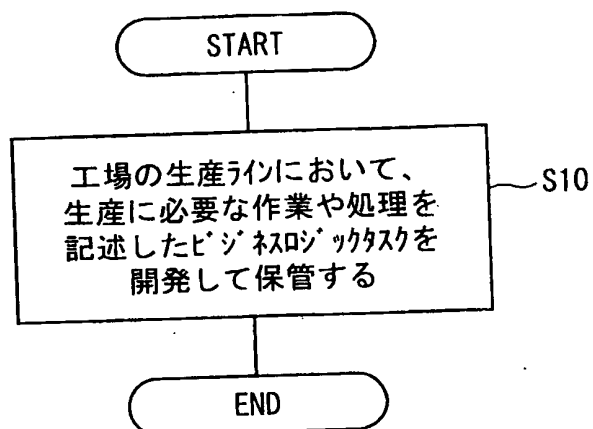 START
工場の生産ﾗｲﾝにおいて、
生産に必要な作業や処理を
記述したﾋﾞｼﾞﾈｽﾛｼﾞｯｸﾀｽｸを
開発して保管する
S10
END